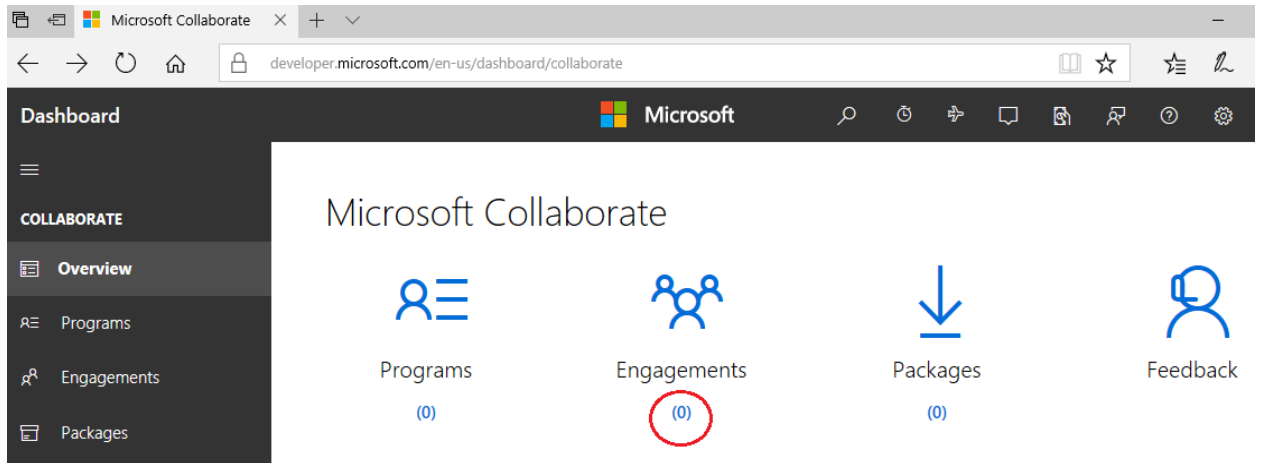 Microsoft Collaborate
developer.microsoft.com/en-us/dashboard/collaborate
Dashboard
Microsoft
COLLABORATE
Overview
Programs
Engagements
Packages
Microsoft Collaborate
Programs
(0)
Engagements
(0)
Packages
(0)
Feedback